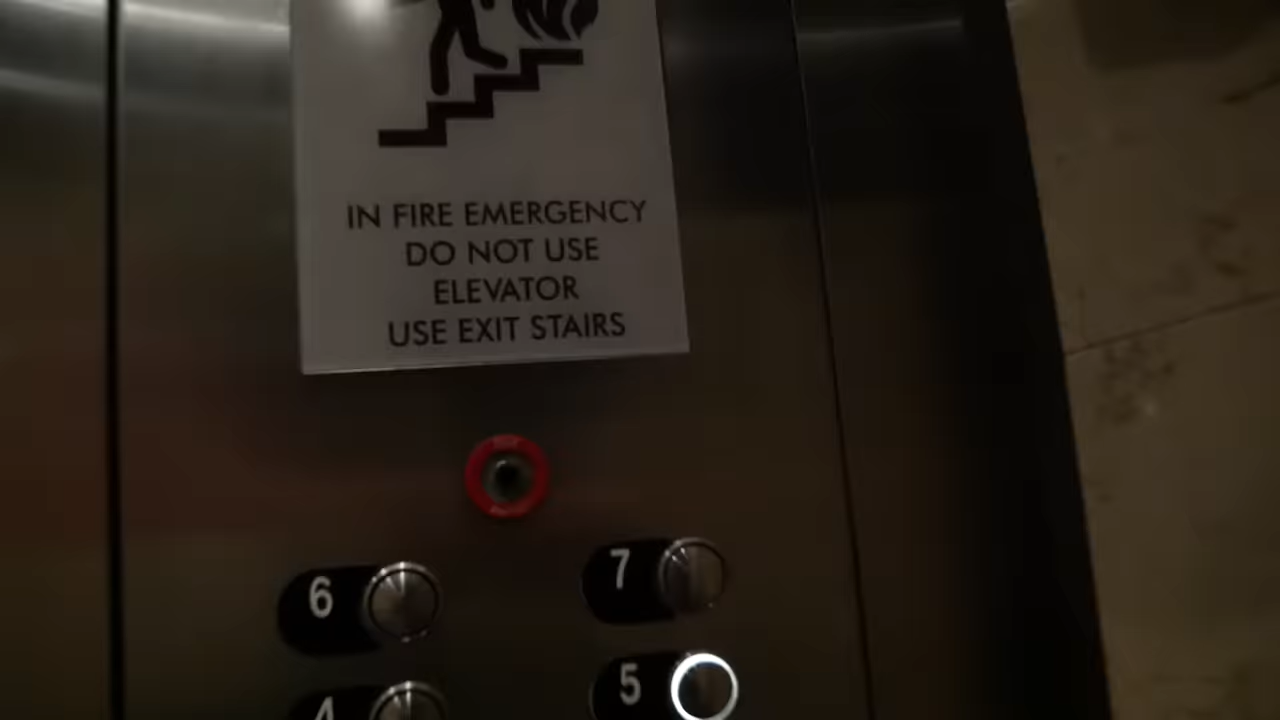 IN FIRE EMERGENCY
DO NOT USE
ELEVATOR
USE EXIT STAIRS
6
7
5
4